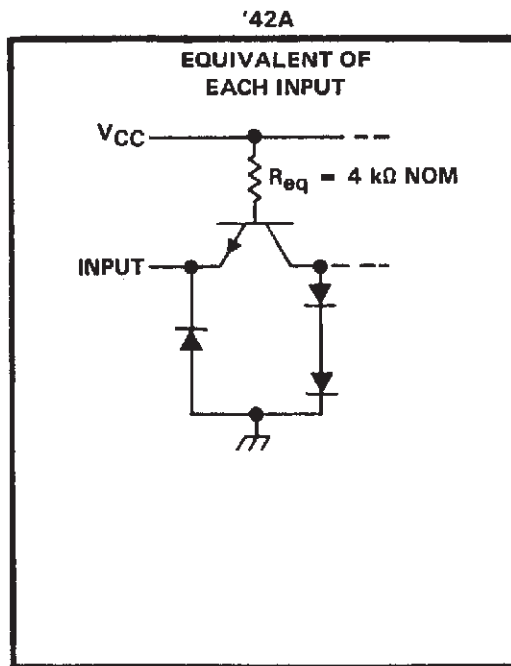 '42A
EQUIVALENT OF
EACH INPUT
VCC
Req = 4 kΩ NOM
INPUT